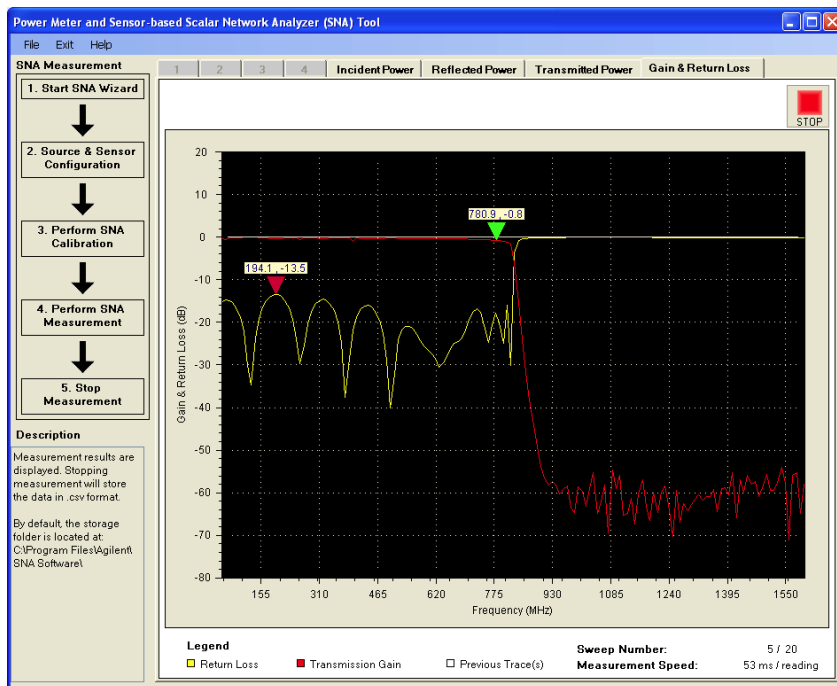 Power Meter and Sensor-based Scalar Network Analyzer (SNA) Tool
File Exit Help
SNA Measurement
1. Start SNA Wizard
2. Source & Sensor
Configuration
3. Perform SNA
Calibration
4. Perform SNA
Measurement
5. Stop
Measurement
Description
Measurement results are
displayed. Stopping
measurement will store
the data in .csv format.
By default, the storage
folder is located at:
C:\Program Files\Agilent\
SNA Software\
1 2 3 4 Incident Power Reflected Power Transmitted Power Gain & Return Loss
STOP
Gain & Return Loss (dB)
20
10
0
-10
-20
-30
-40
-50
-60
-70
-80
780.9 , -0.8
194.1 , -13.5
155 310 465 620 775 930 1085 1240 1395 1550
Frequency (MHz)
Legend
Return Loss Transmission Gain Previous Trace(s)
Sweep Number: 5 / 20
Measurement Speed: 53 ms / reading